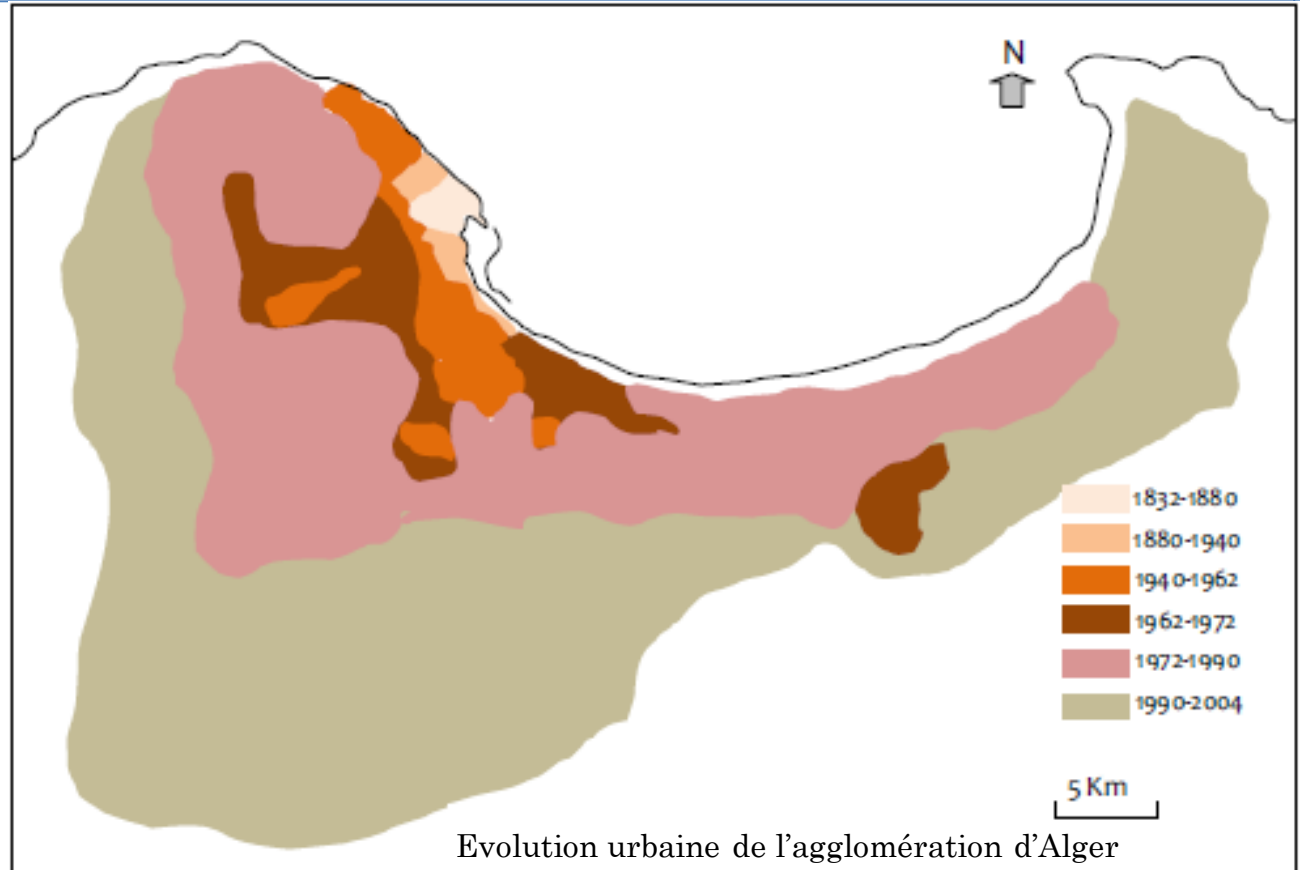 N
1832-1880
1880-1940
1940-1962
1962-1972
1972-1990
1990-2004
5 Km
Evolution urbaine de l'agglomération d'Alger